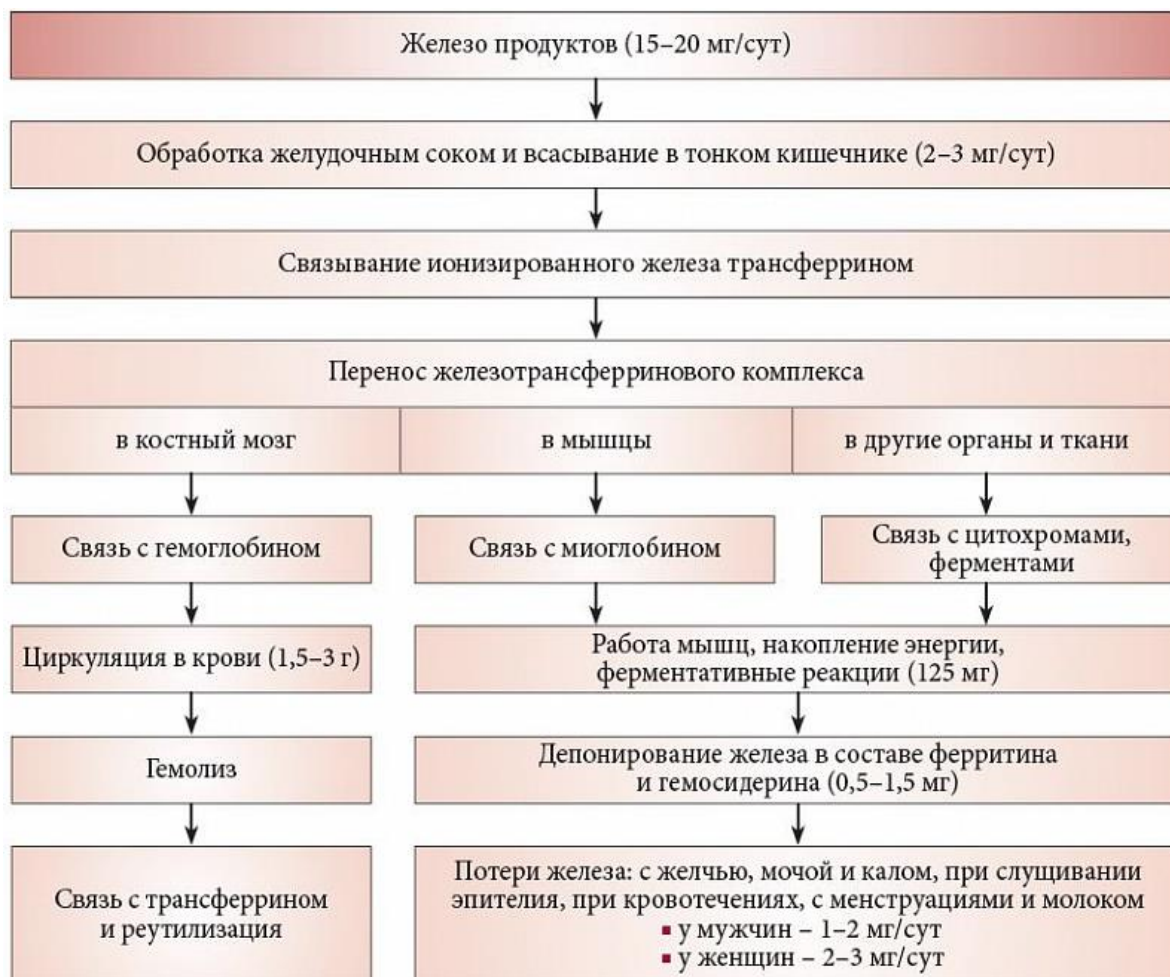 Железо продуктов (15–20 мг/сут)
Обработка желудочным соком и всасывание в тонком кишечнике (2–3 мг/сут)
Связывание ионизированного железа трансферрином
Перенос железотрансферринового комплекса
в костный мозг
в мышцы
в другие органы и ткани
Связь с гемоглобином
Связь с миоглобином
Связь с цитохромами,
ферментами
Циркуляция в крови (1,5–3 г)
Работа мышц, накопление энергии,
ферментативные реакции (125 мг)
Гемолиз
Депонирование железа в составе ферритина
и гемосидерина (0,5–1,5 мг)
Связь с трансферрином
и реутилизация
Потери железа: с желчью, мочой и калом, при слущивании
эпителия, при кровотечениях, с менструациями и молоком
▪ у мужчин – 1–2 мг/сут
▪ у женщин – 2–3 мг/сут